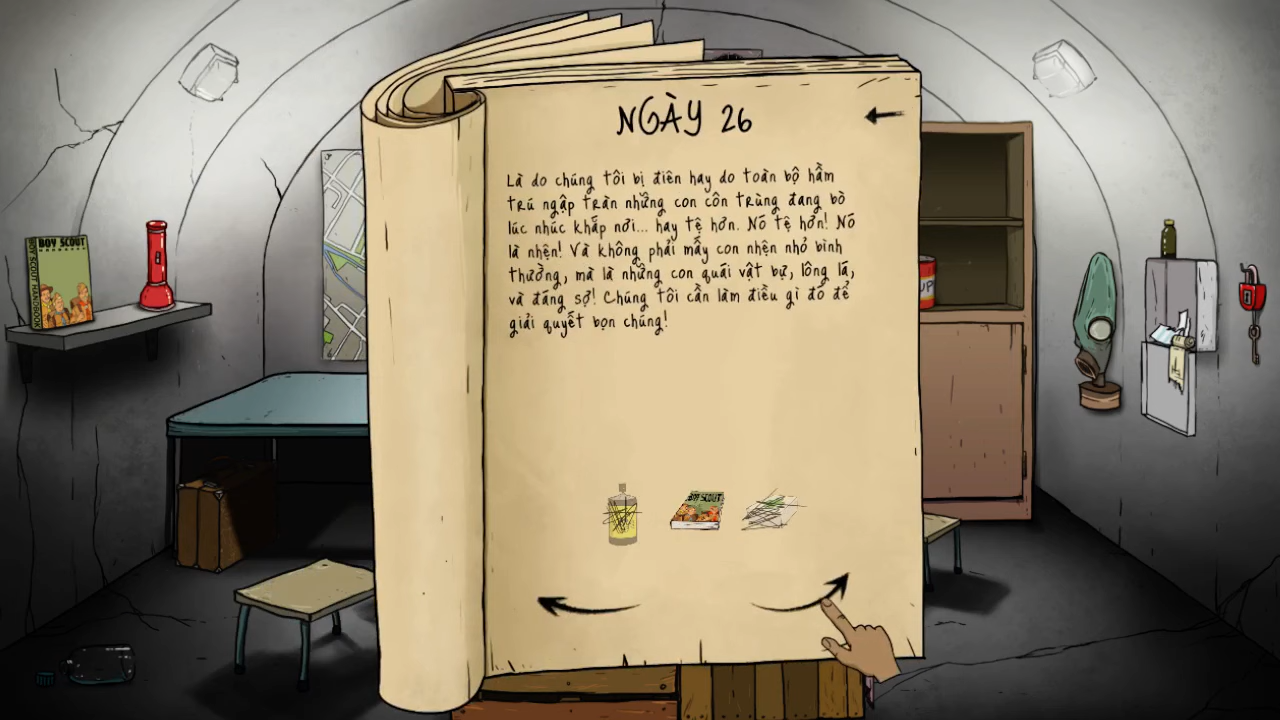 NGÀY 26
Là do chúng tôi bị điên hay do toàn bộ hầm
trú ngập tràn những con côn trùng đang bò
lúc nhúc khắp nơi... hay tệ hơn. Nó tệ hơn! Nó
là nhện! Và không phải mấy con nhện nhỏ bình
thường, mà là những con quái vật bự, lông lá,
và đáng sợ! Chúng tôi cần làm điều gì đó để
giải quyết bọn chúng!
BOY SCOUT
BOY SCOUT HANDBOOK
BOY SCOUT